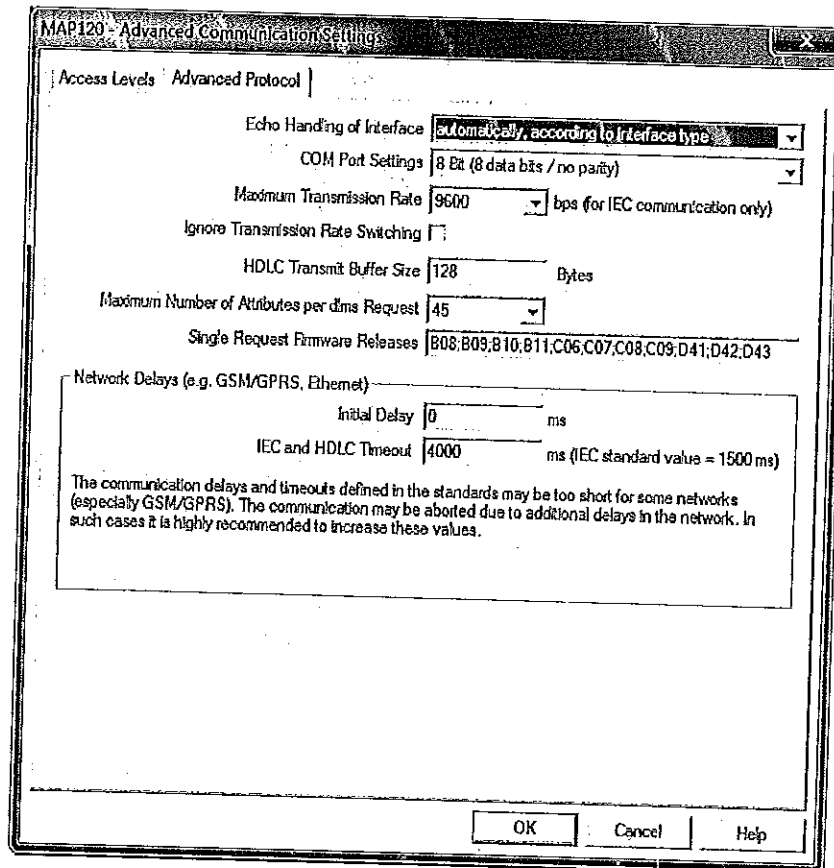 MAP120 - Advanced Communication Settings
Access Levels Advanced Protocol
Echo Handling of Interface automatically, according to interface type
COM Port Settings 8 Bit (8 data bits / no parity)
Maximum Transmission Rate 9600 bps (for IEC communication only)
Ignore Transmission Rate Switching
HDLC Transmit Buffer Size 128 Bytes
Maximum Number of Attributes per dlms Request 45
Single Request Firmware Releases B08;B09;B10;B11;C06;C07;C08;C09;D41;D42;D43
Network Delays (e.g. GSM/GPRS, Ethernet)
Initial Delay 0 ms
IEC and HDLC Timeout 4000 ms (IEC standard value = 1500 ms)
The communication delays and timeouts defined in the standards may be too short for some networks
(especially GSM/GPRS). The communication may be aborted due to additional delays in the network. In
such cases it is highly recommended to increase these values.
OK Cancel Help